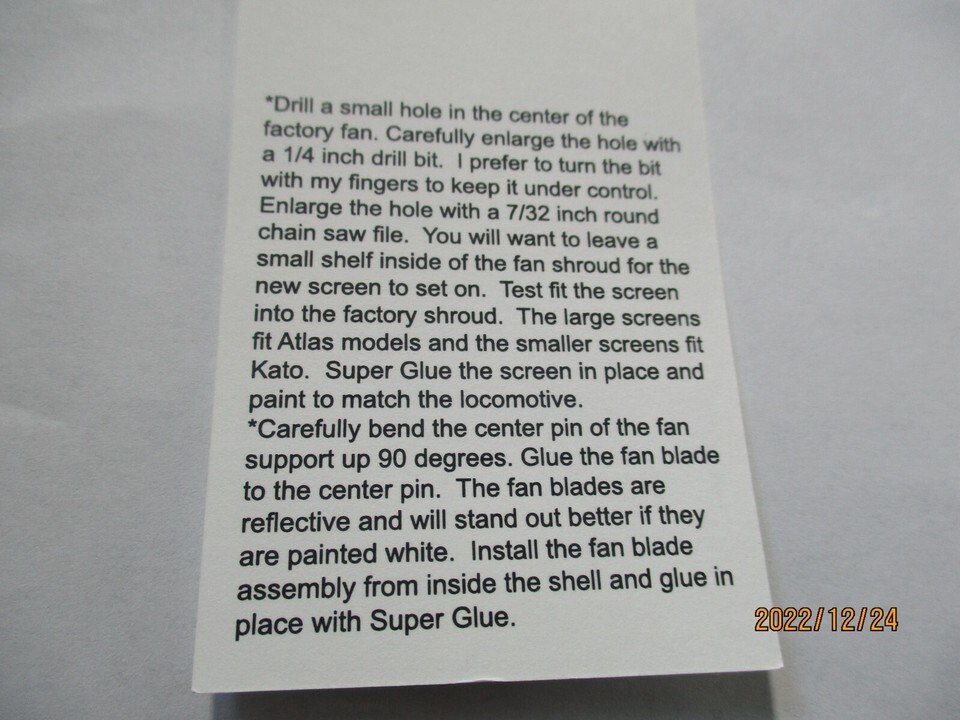 *Drill a small hole in the center of the
factory fan. Carefully enlarge the hole with
a 1/4 inch drill bit. I prefer to turn the bit
with my fingers to keep it under control.
Enlarge the hole with a 7/32 inch round
chain saw file. You will want to leave a
small shelf inside of the fan shroud for the
new screen to set on. Test fit the screen
into the factory shroud. The large screens
fit Atlas models and the smaller screens fit
Kato. Super Glue the screen in place and
paint to match the locomotive.
*Carefully bend the center pin of the fan
support up 90 degrees. Glue the fan blade
to the center pin. The fan blades are
reflective and will stand out better if they
are painted white. Install the fan blade
assembly from inside the shell and glue in
place with Super Glue.
2022/12/24